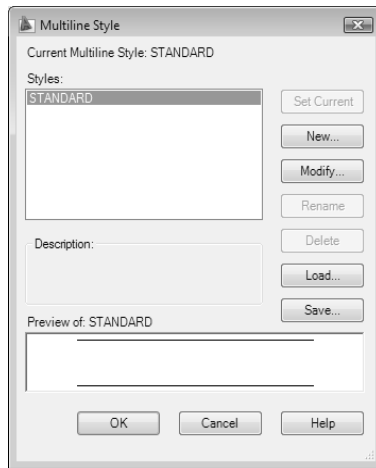 Multiline Style
Current Multiline Style: STANDARD
Styles:
STANDARD
Set Current
New...
Modify...
Rename
Delete
Load...
Save...
Description:
Preview of: STANDARD
OK
Cancel
Help